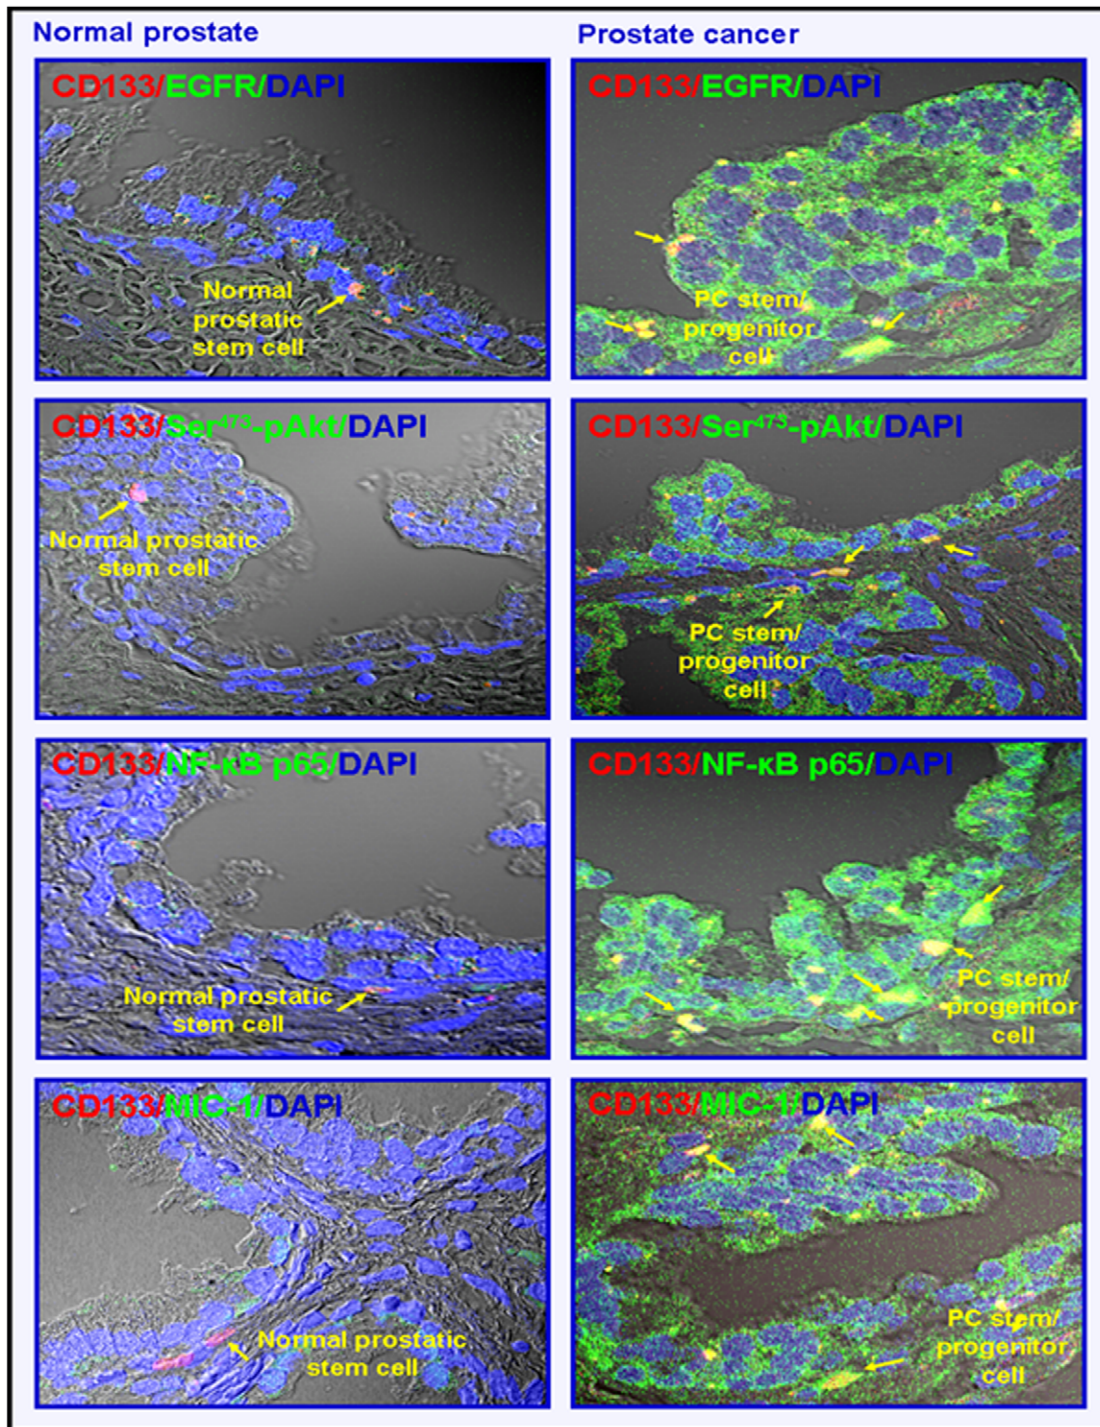 Normal prostate
Prostate cancer
CD133/EGFR/DAPI
Normal
prostatic
stem cell
CD133/EGFR/DAPI
PC stem/
progenitor
cell
CD133/Ser⁴⁷³-pAkt/DAPI
Normal prostatic
stem cell
CD133/Ser⁴⁷³-pAkt/DAPI
PC stem/
progenitor
cell
CD133/NF-κB p65/DAPI
Normal prostatic
stem cell
CD133/NF-κB p65/DAPI
PC stem/
progenitor
cell
CD133/MIC-1/DAPI
Normal prostatic
stem cell
CD133/MIC-1/DAPI
PC stem/
progenitor
cell